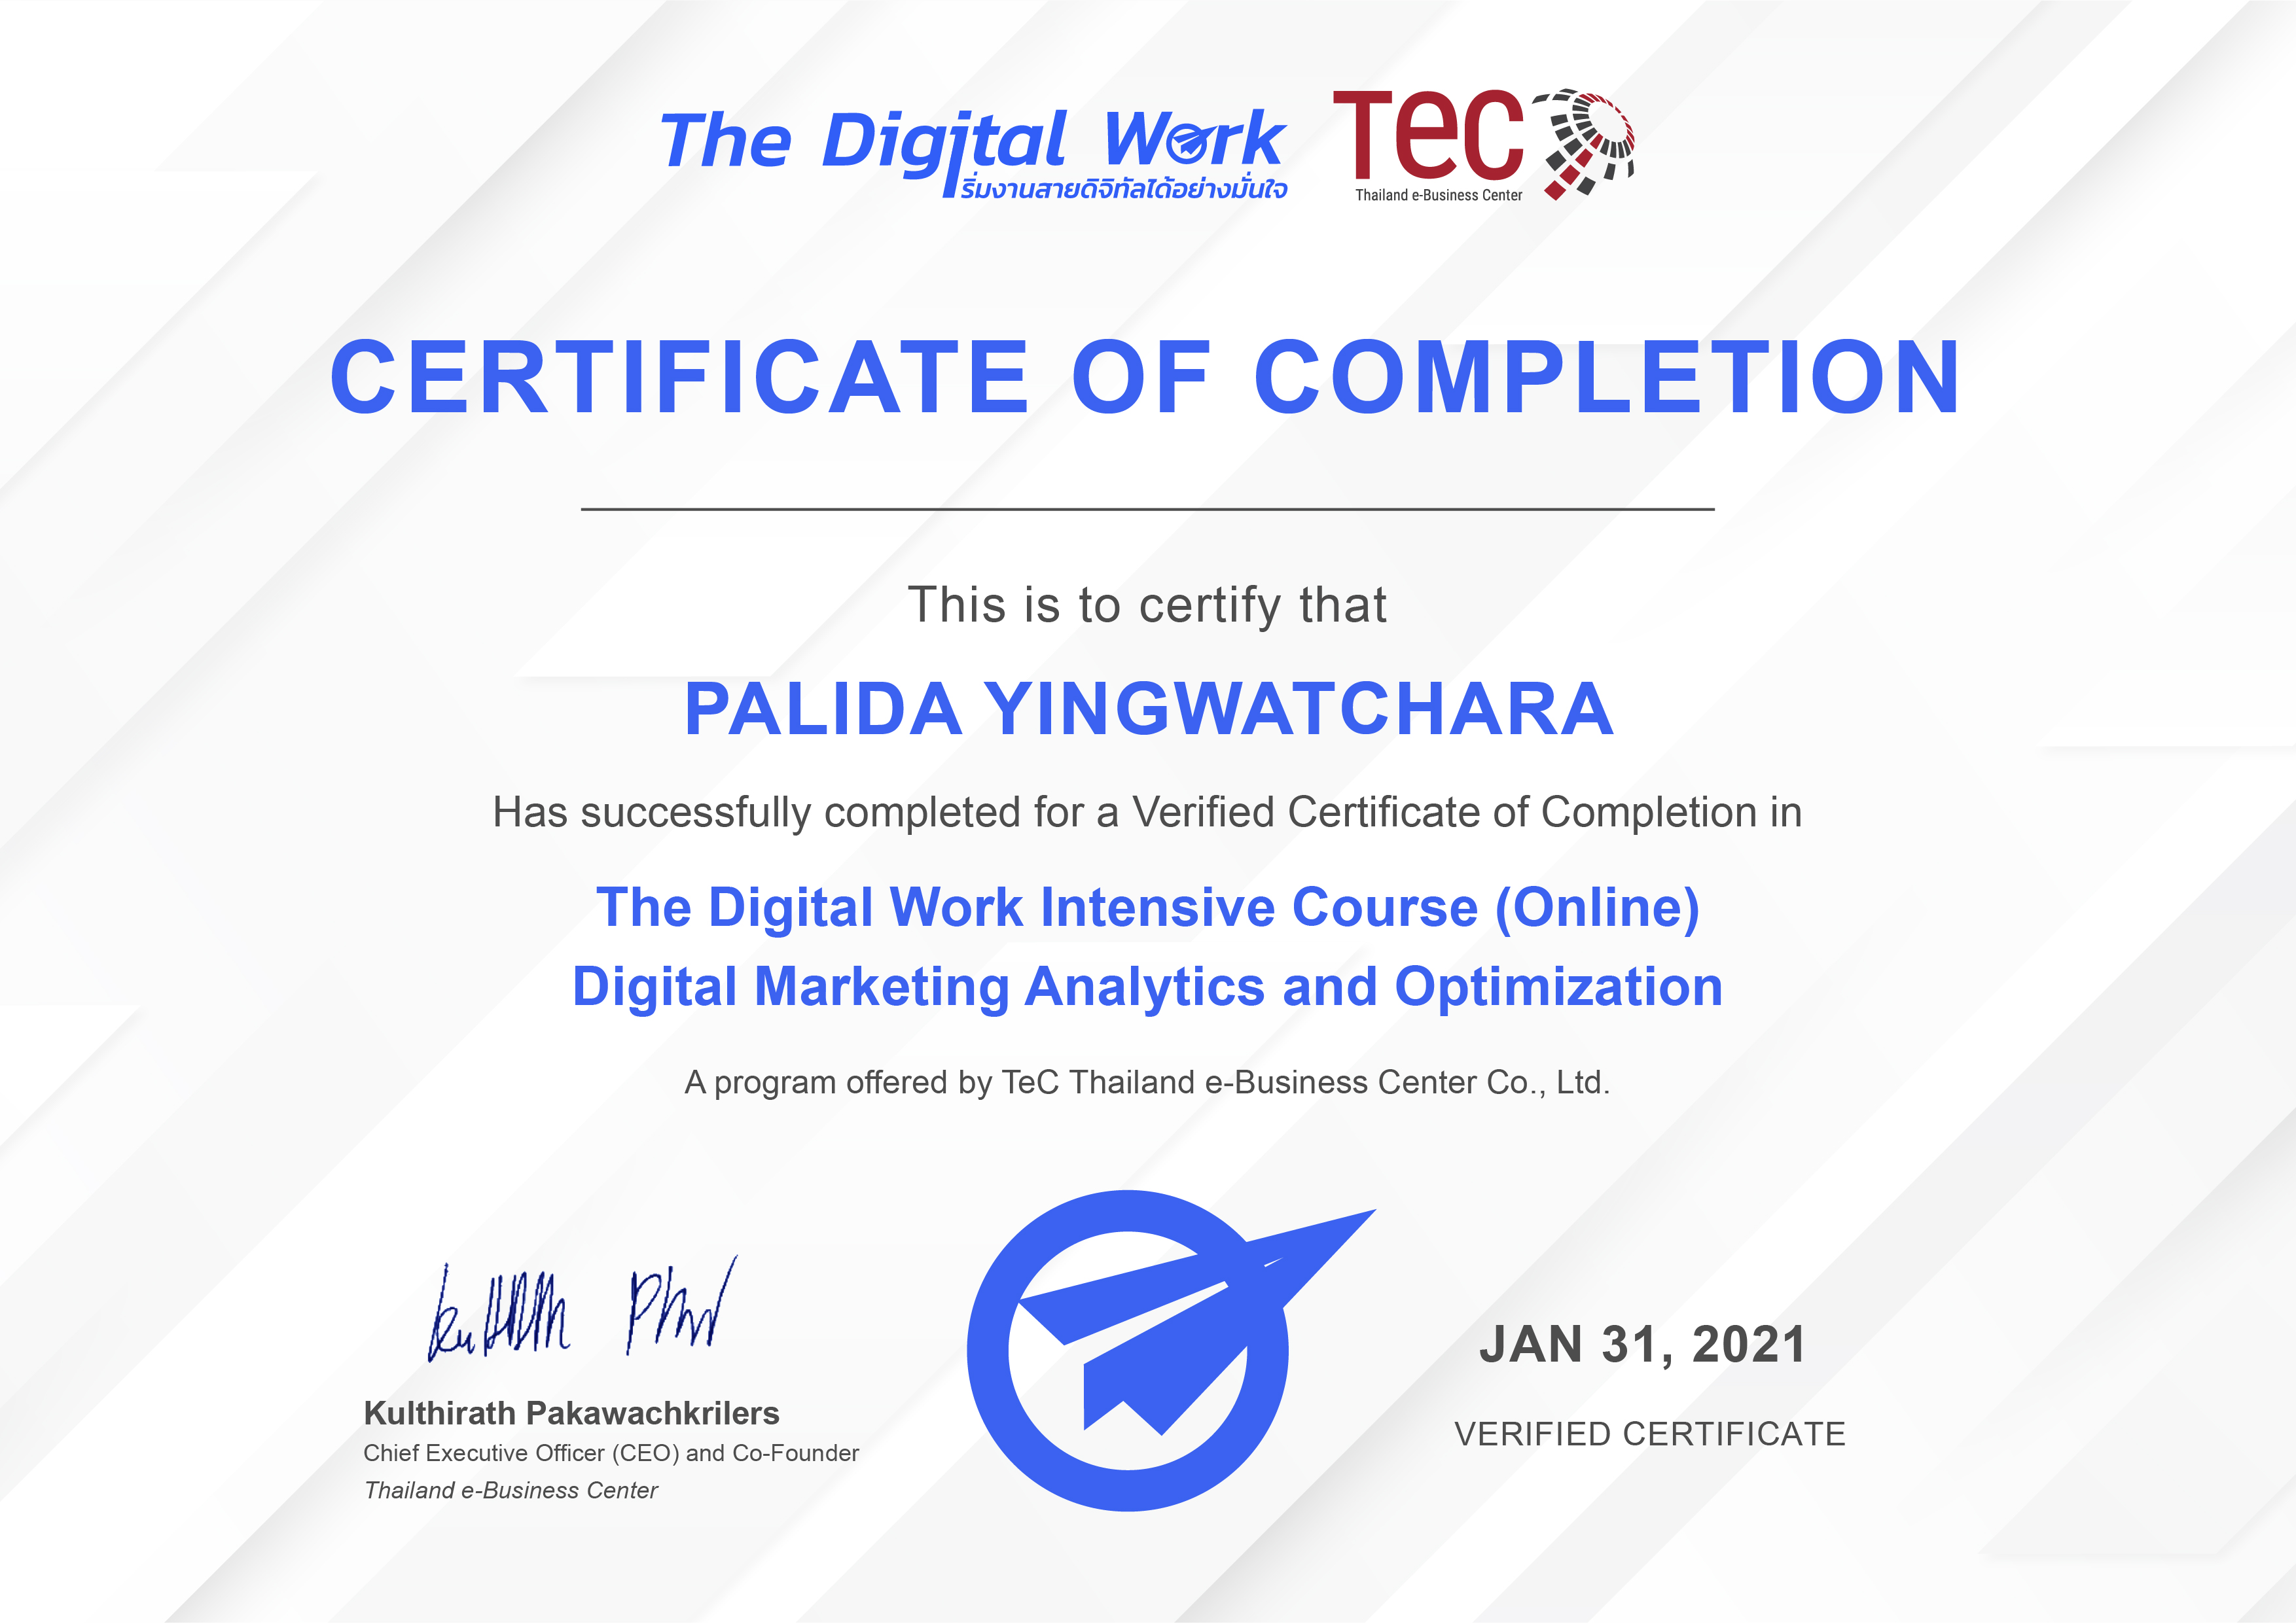 The Digital Work
เริ่มงานสายดิจิทัลได้อย่างมั่นใจ
TeC
Thailand e-Business Center
CERTIFICATE OF COMPLETION
This is to certify that
PALIDA YINGWATCHARA
Has successfully completed for a Verified Certificate of Completion in
The Digital Work Intensive Course (Online)
Digital Marketing Analytics and Optimization
A program offered by TeC Thailand e-Business Center Co., Ltd.
Kulthirath Pakawachkrilers
Chief Executive Officer (CEO) and Co-Founder
Thailand e-Business Center
JAN 31, 2021
VERIFIED CERTIFICATE